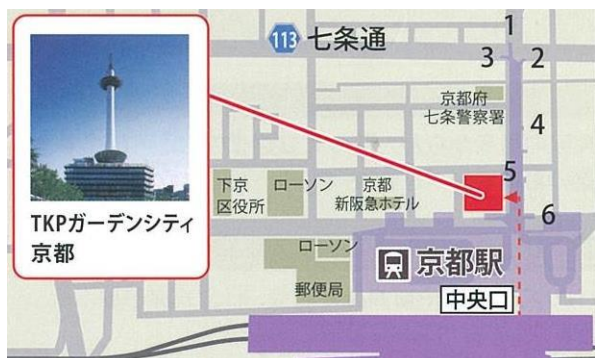 113 七条通
1
3
2
京都府
七条警察署
4
5
6
下京
区役所
ローソン
京都
新阪急ホテル
TKPガーデンシティ
京都
ローソン
郵便局
京都駅
中央口